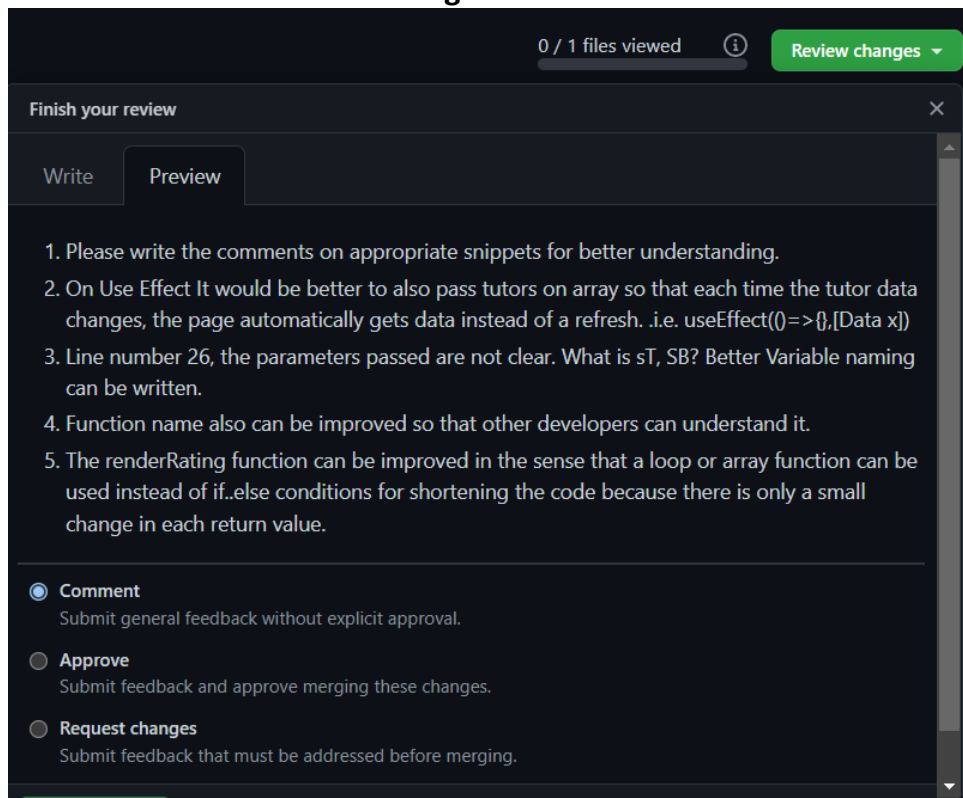 g
0 / 1 files viewed
Review changes
Finish your review
Write
Preview
1. Please write the comments on appropriate snippets for better understanding.
2. On Use Effect It would be better to also pass tutors on array so that each time the tutor data
changes, the page automatically gets data instead of a refresh. .i.e. useEffect(()=>{},[Data x])
3. Line number 26, the parameters passed are not clear. What is sT, SB? Better Variable naming
can be written.
4. Function name also can be improved so that other developers can understand it.
5. The renderRating function can be improved in the sense that a loop or array function can be
used instead of if..else conditions for shortening the code because there is only a small
change in each return value.
Comment
Submit general feedback without explicit approval.
Approve
Submit feedback and approve merging these changes.
Request changes
Submit feedback that must be addressed before merging.